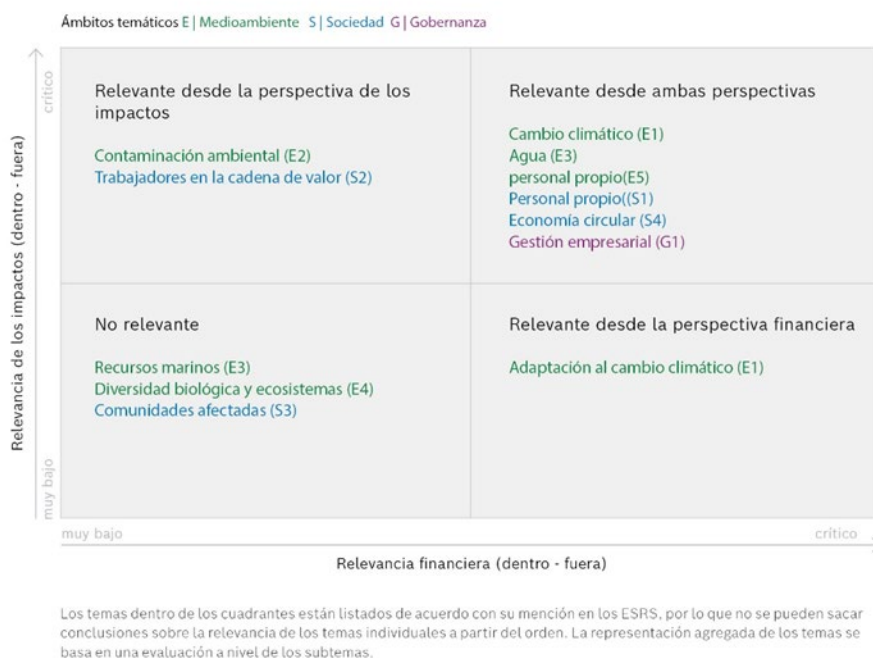 Ámbitos temáticos E | Medioambiente S | Sociedad G | Gobernanza
crítico
Relevancia de los impactos (dentro - fuera)
muy bajo
Relevante desde la perspectiva de los
impactos
Contaminación ambiental (E2)
Trabajadores en la cadena de valor (S2)
Relevante desde ambas perspectivas
Cambio climático (E1)
Agua (E3)
personal propio(E5)
Personal propio((S1)
Economía circular (S4)
Gestión empresarial (G1)
No relevante
Recursos marinos (E3)
Diversidad biológica y ecosistemas (E4)
Comunidades afectadas (S3)
Relevante desde la perspectiva financiera
Adaptación al cambio climático (E1)
muy bajo
crítico
Relevancia financiera (dentro - fuera)
Los temas dentro de los cuadrantes están listados de acuerdo con su mención en los ESRS, por lo que no se pueden sacar
conclusiones sobre la relevancia de los temas individuales a partir del orden. La representación agregada de los temas se
basa en una evaluación a nivel de los subtemas.